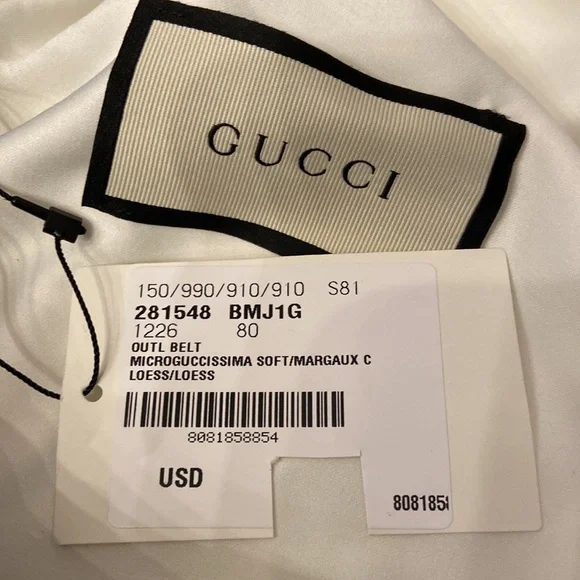 GUCCI
150/990/910/910 S81
281548 BMJ1G
1226 80
OUTL BELT
MICROGUCCISSIMA SOFT/MARGAUX C
LOESS/LOESS
8081858854
USD
808185